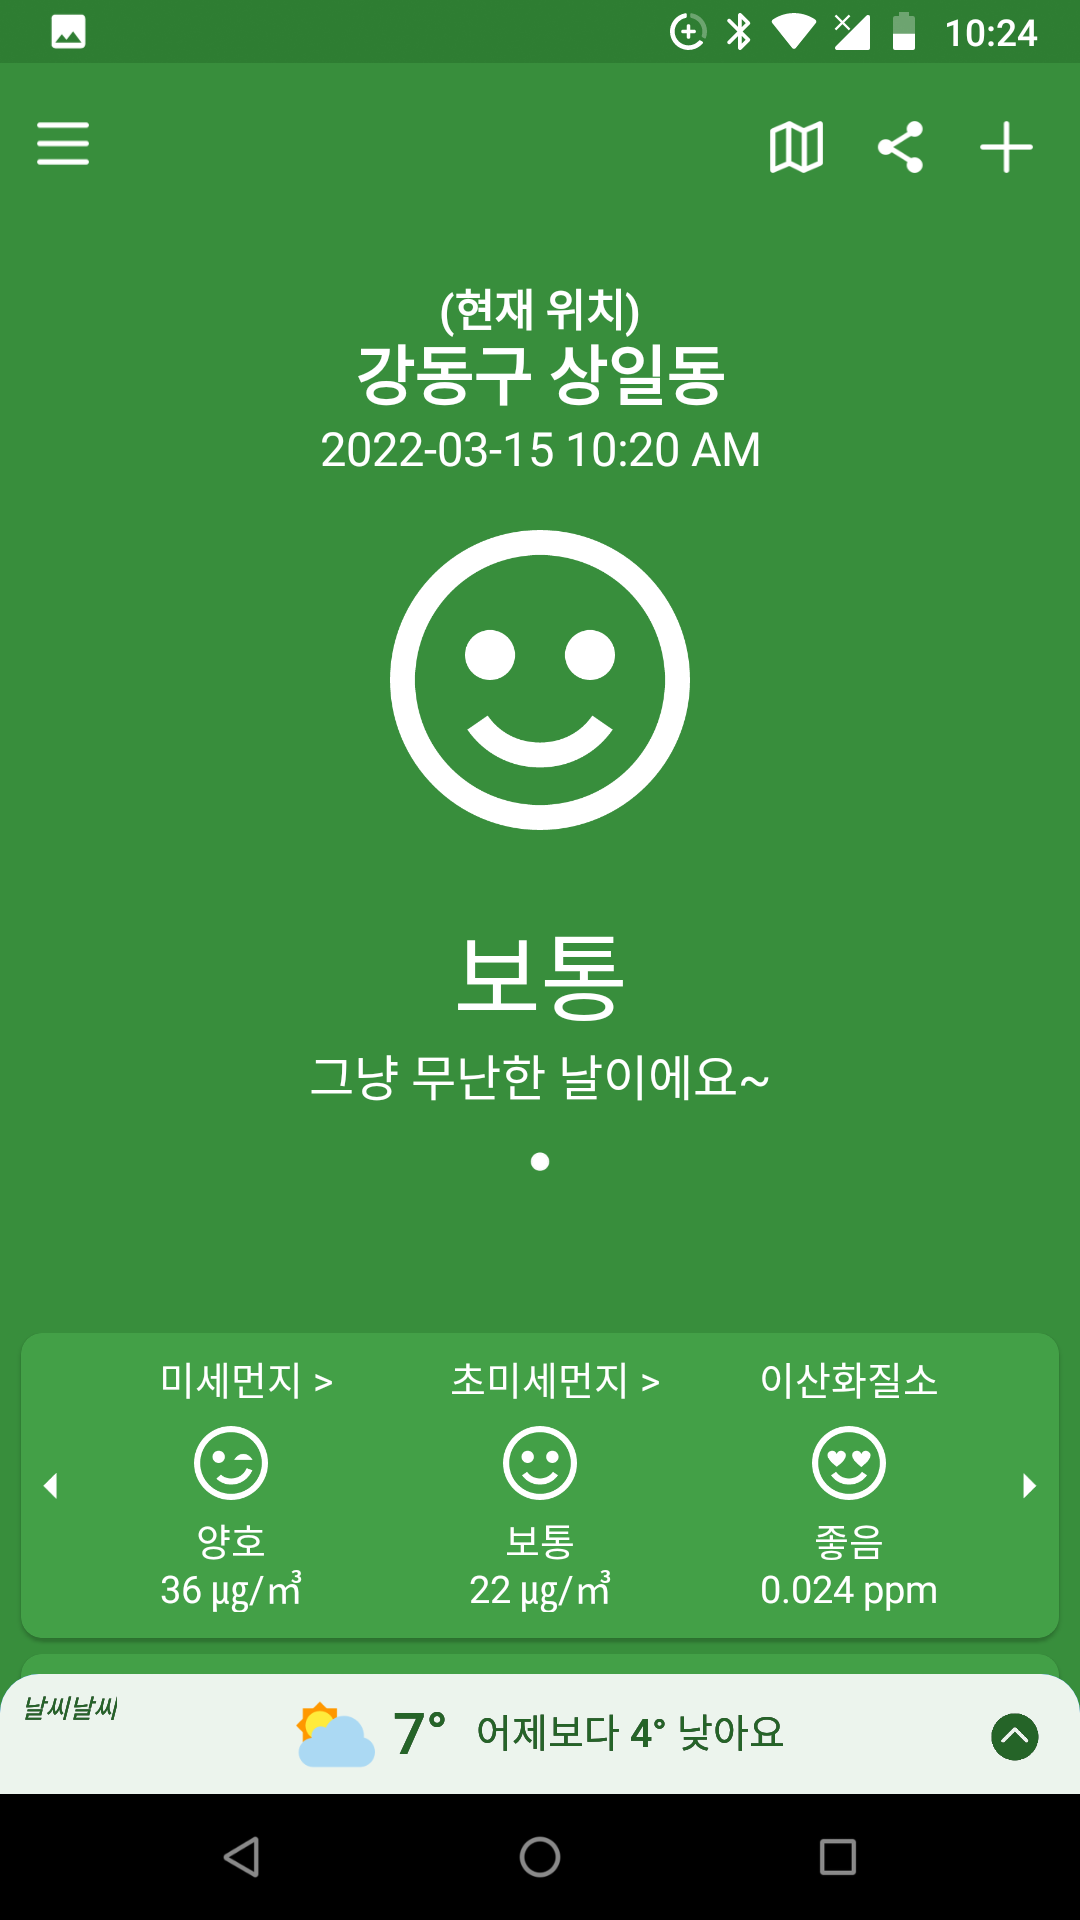 10:24
(현재 위치)
강동구 상일동
2022-03-15 10:20 AM
보통
그냥 무난한 날이에요~
미세먼지 > 초미세먼지 > 이산화질소
양호 보통 좋음
36 μg/㎥ 22 μg/㎥ 0.024 ppm
날씨날씨
7° 어제보다 4° 낮아요